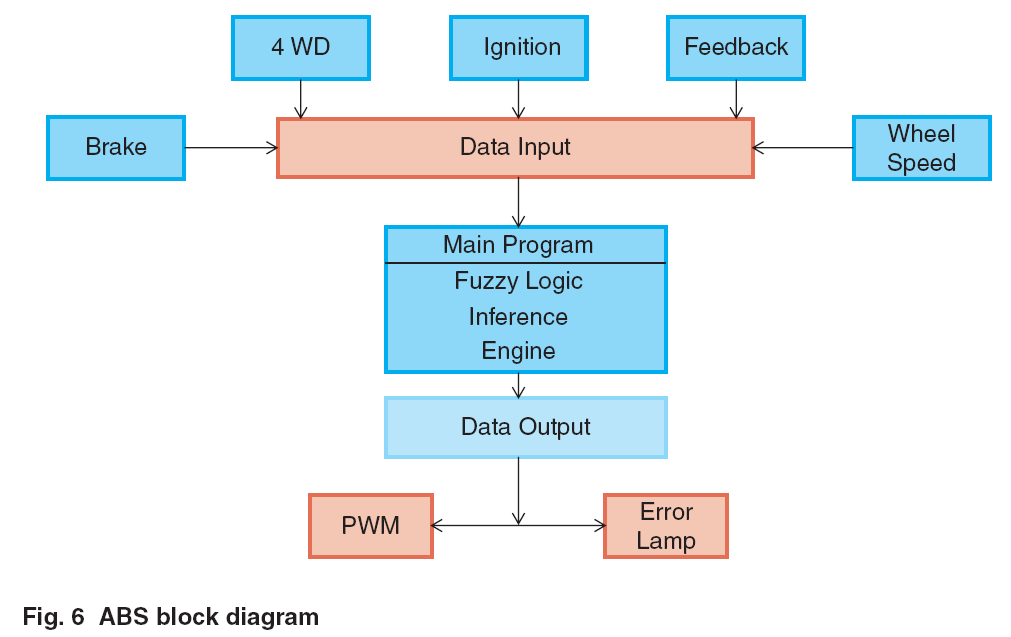 4 WD
Ignition
Feedback
Brake
Data Input
Wheel
Speed
Main Program
Fuzzy Logic
Inference
Engine
Data Output
PWM
Error
Lamp
Fig. 6 ABS block diagram